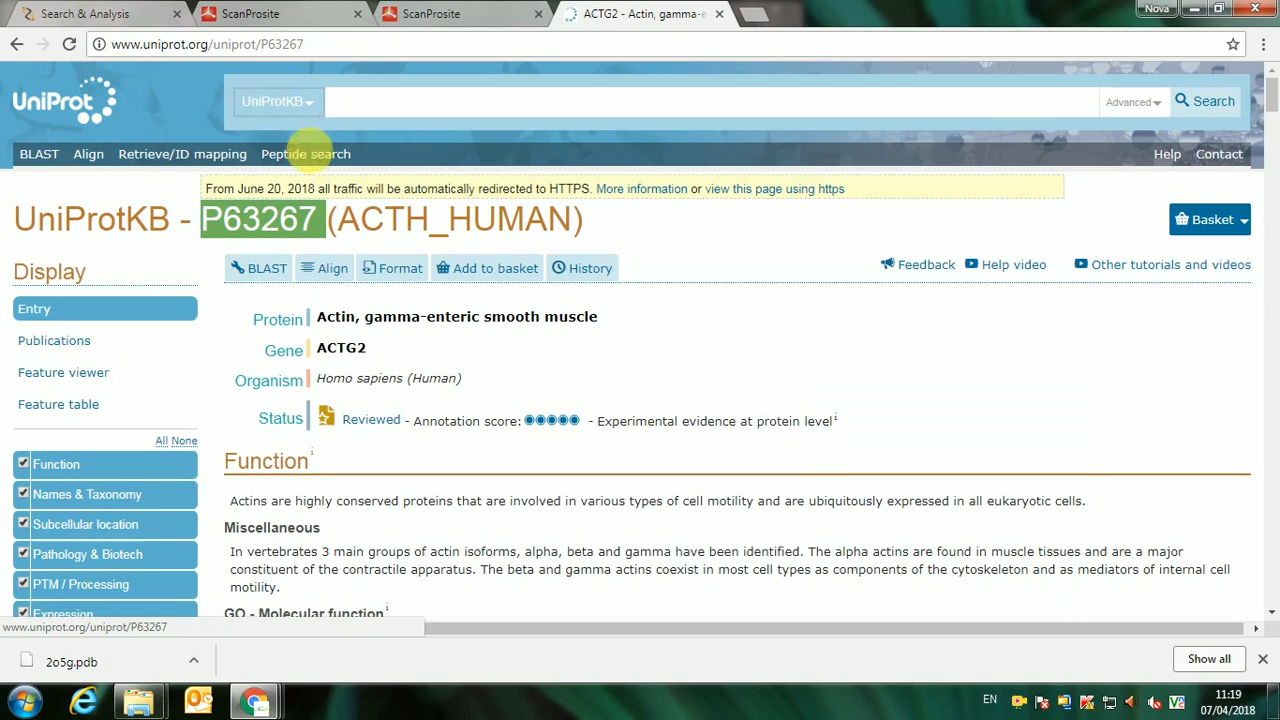 Search & Analysis
ScanProsite
ScanProsite
ACTG2 - Actin, gamma-e
Nova
www.uniprot.org/uniprot/P63267
UniProt
UniProtKB
Advanced
Search
BLAST Align Retrieve/ID mapping Peptide search
Help Contact
From June 20, 2018 all traffic will be automatically redirected to HTTPS. More information or view this page using https
UniProtKB - P63267 (ACTH_HUMAN)
Basket
Display
BLAST Align Format Add to basket History
Feedback Help video Other tutorials and videos
Entry
Publications
Feature viewer
Feature table
All None
Function
Names & Taxonomy
Subcellular location
Pathology & Biotech
PTM / Processing
Expression
Protein Actin, gamma-enteric smooth muscle
Gene ACTG2
Organism Homo sapiens (Human)
Status Reviewed - Annotation score: - Experimental evidence at protein level i
Function i
Actins are highly conserved proteins that are involved in various types of cell motility and are ubiquitously expressed in all eukaryotic cells.
Miscellaneous
In vertebrates 3 main groups of actin isoforms, alpha, beta and gamma have been identified. The alpha actins are found in muscle tissues and are a major
constituent of the contractile apparatus. The beta and gamma actins coexist in most cell types as components of the cytoskeleton and as mediators of internal cell
motility.
GO - Molecular function i
www.uniprot.org/uniprot/P63267
2o5g.pdb
Show all
EN
11:19
07/04/2018